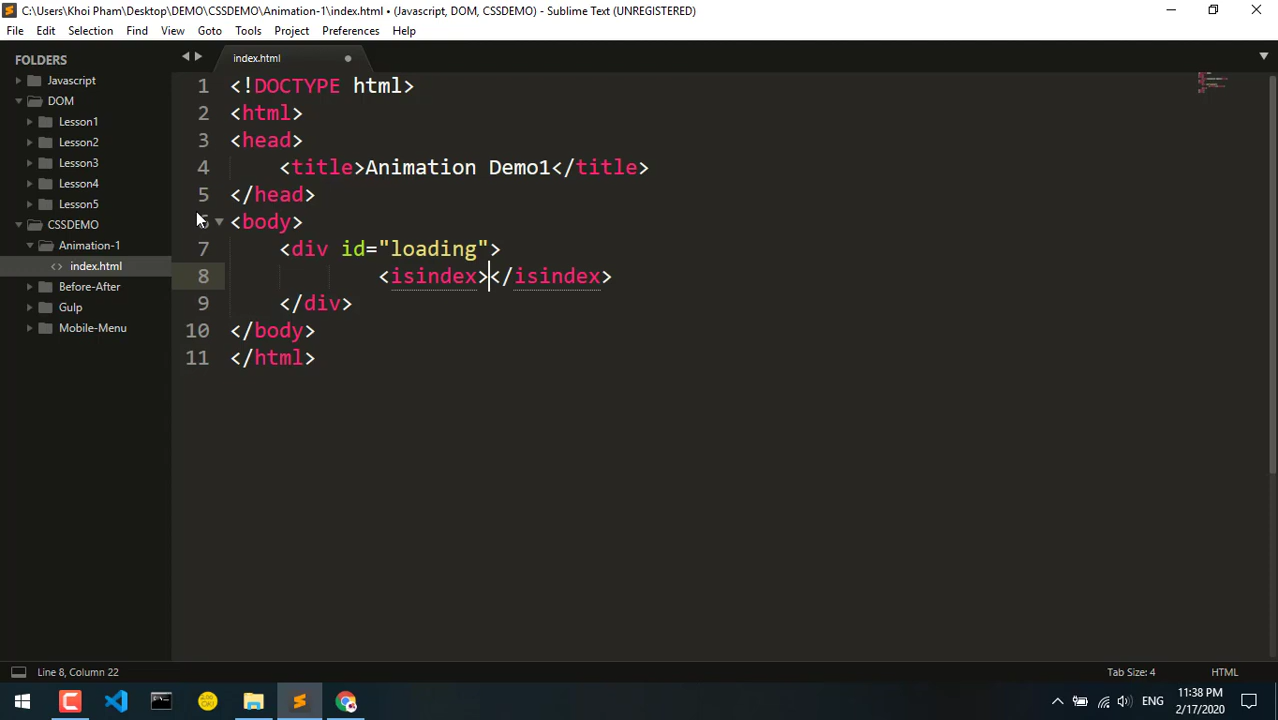 C:\Users\Khoi Pham\Desktop\DEMO\CSSDEMO\Animation-1\index.html • (Javascript, DOM, CSSDEMO) - Sublime Text (UNREGISTERED)
File Edit Selection Find View Goto Tools Project Preferences Help
FOLDERS
Javascript
DOM
Lesson1
Lesson2
Lesson3
Lesson4
Lesson5
CSSDEMO
Animation-1
<> index.html
Before-After
Gulp
Mobile-Menu
index.html
1 <!DOCTYPE html>
2 <html>
3 <head>
4 <title>Animation Demo1</title>
5 </head>
<body>
7 <div id="loading">
8 <isindex></isindex>
9 </div>
10 </body>
11 </html>
Line 8, Column 22
Tab Size: 4
HTML
ENG
11:38 PM
2/17/2020